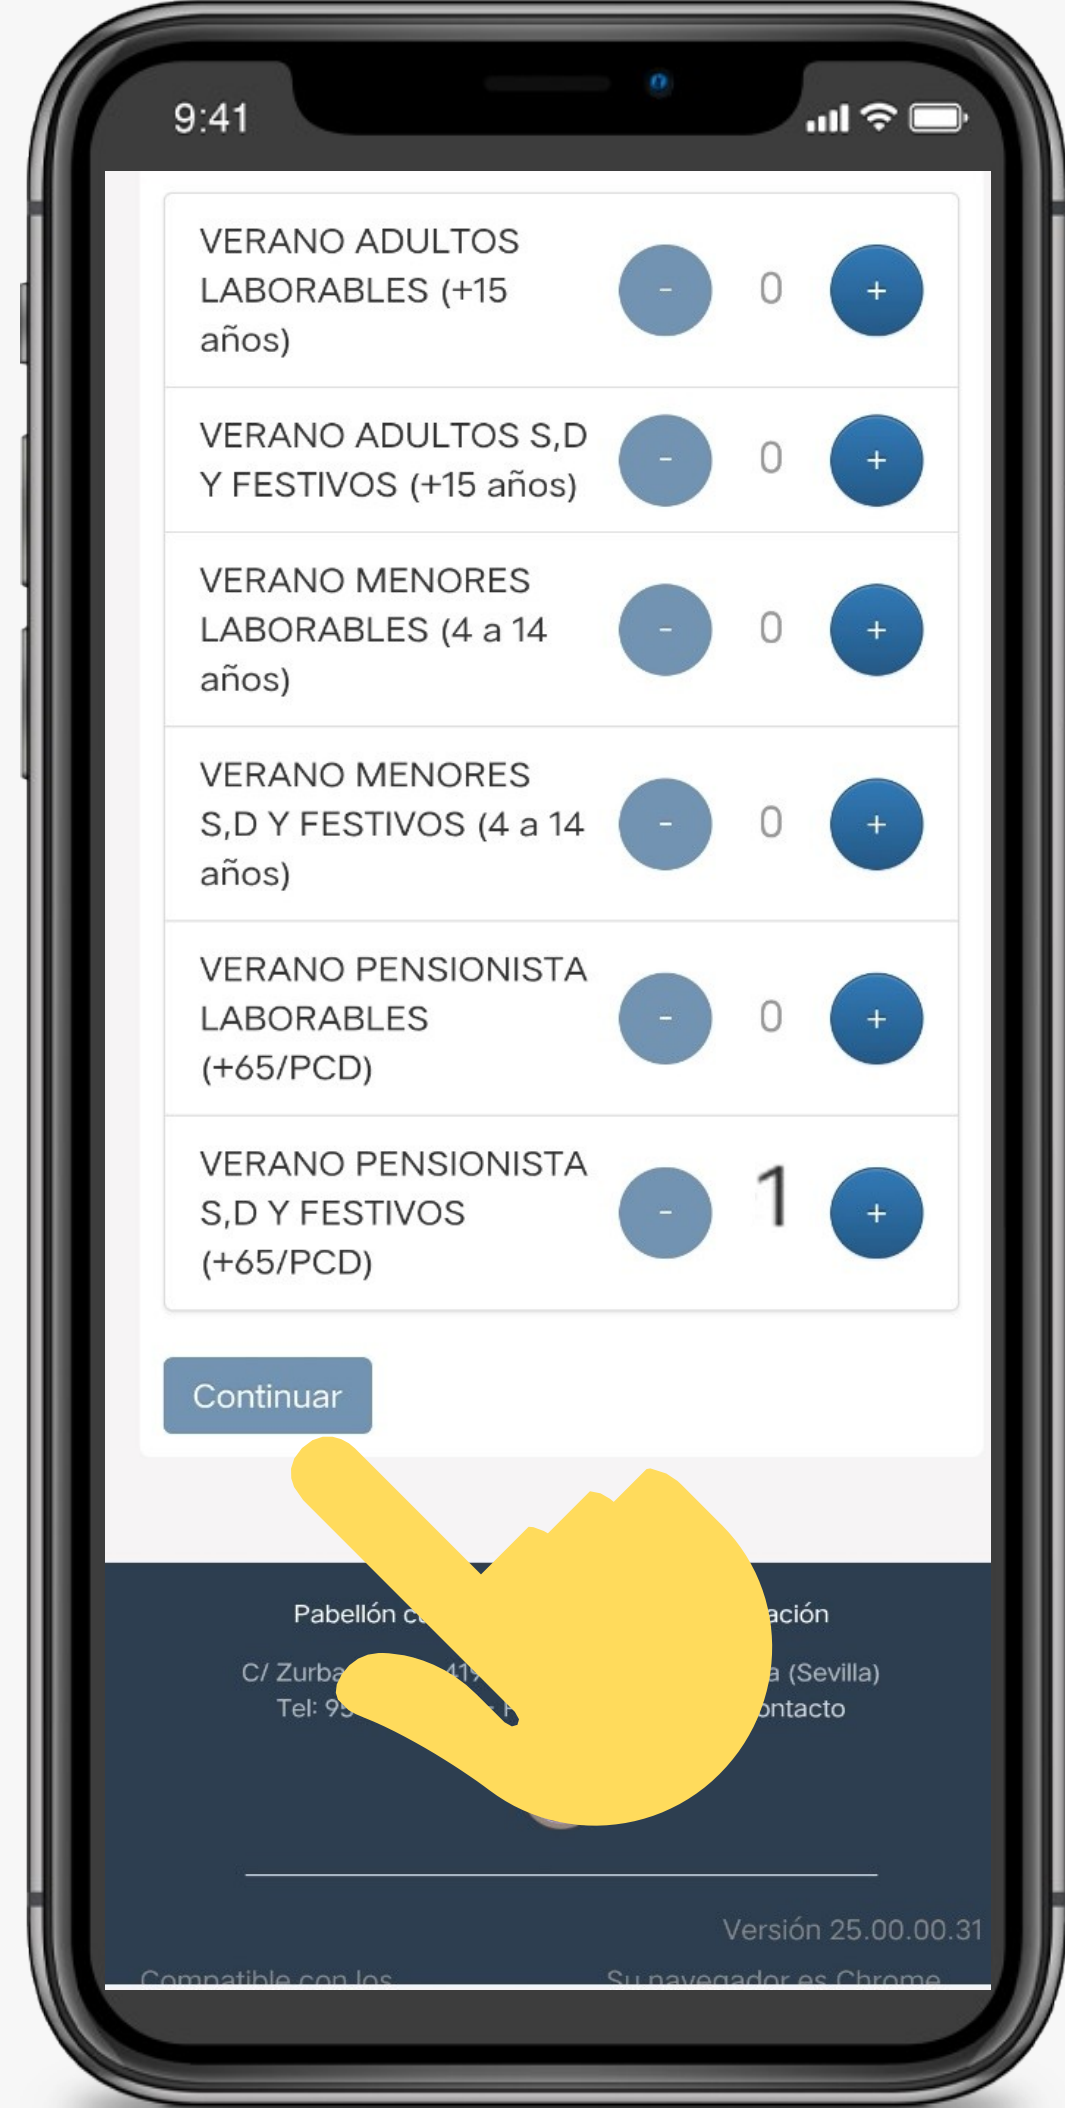 9:41
VERANO ADULTOS
LABORABLES (+15
años)
- 0 +
VERANO ADULTOS S,D
Y FESTIVOS (+15 años)
- 0 +
VERANO MENORES
LABORABLES (4 a 14
años)
- 0 +
VERANO MENORES
S,D Y FESTIVOS (4 a 14
años)
- 0 +
VERANO PENSIONISTA
LABORABLES
(+65/PCD)
- 0 +
VERANO PENSIONISTA
S,D Y FESTIVOS
(+65/PCD)
- 1 +
Continuar
Pabellón
C/ (Sevilla)
Tel:
Versión 25.00.00.31
Compatible con los
Su navegador es Chrome